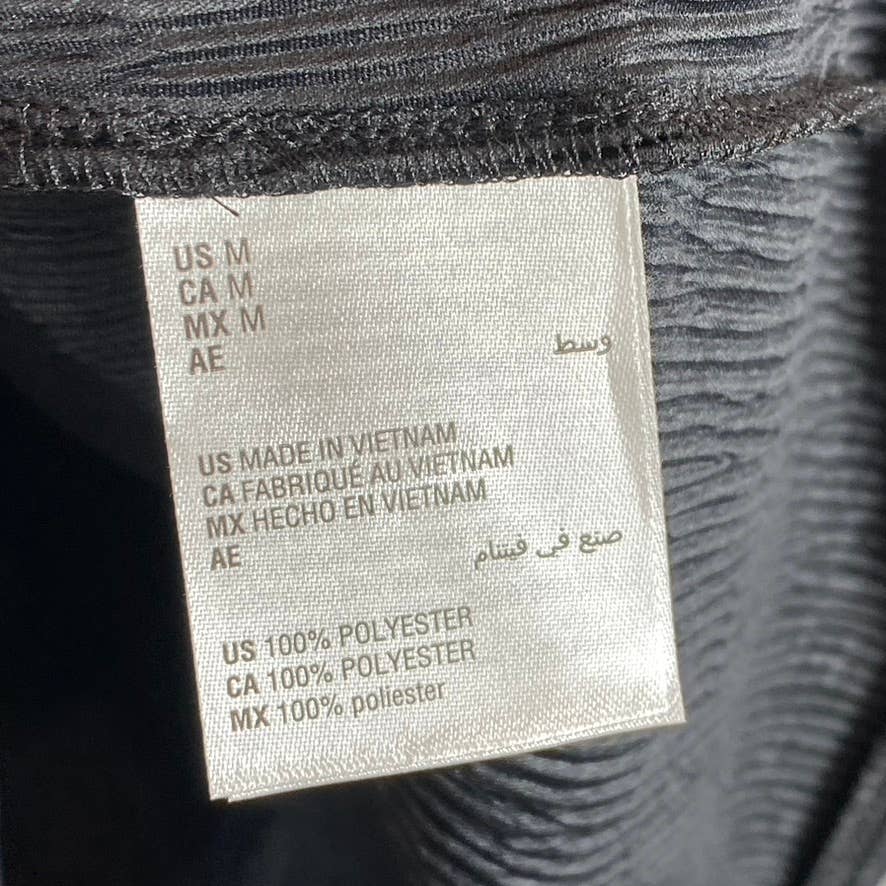 US M
CA M
MX M
AE وسط
US MADE IN VIETNAM
CA FABRIQUÉ AU VIETNAM
MX HECHO EN VIETNAM
AE صنع في فيتنام
US 100% POLYESTER
CA 100% POLYESTER
MX 100% poliester